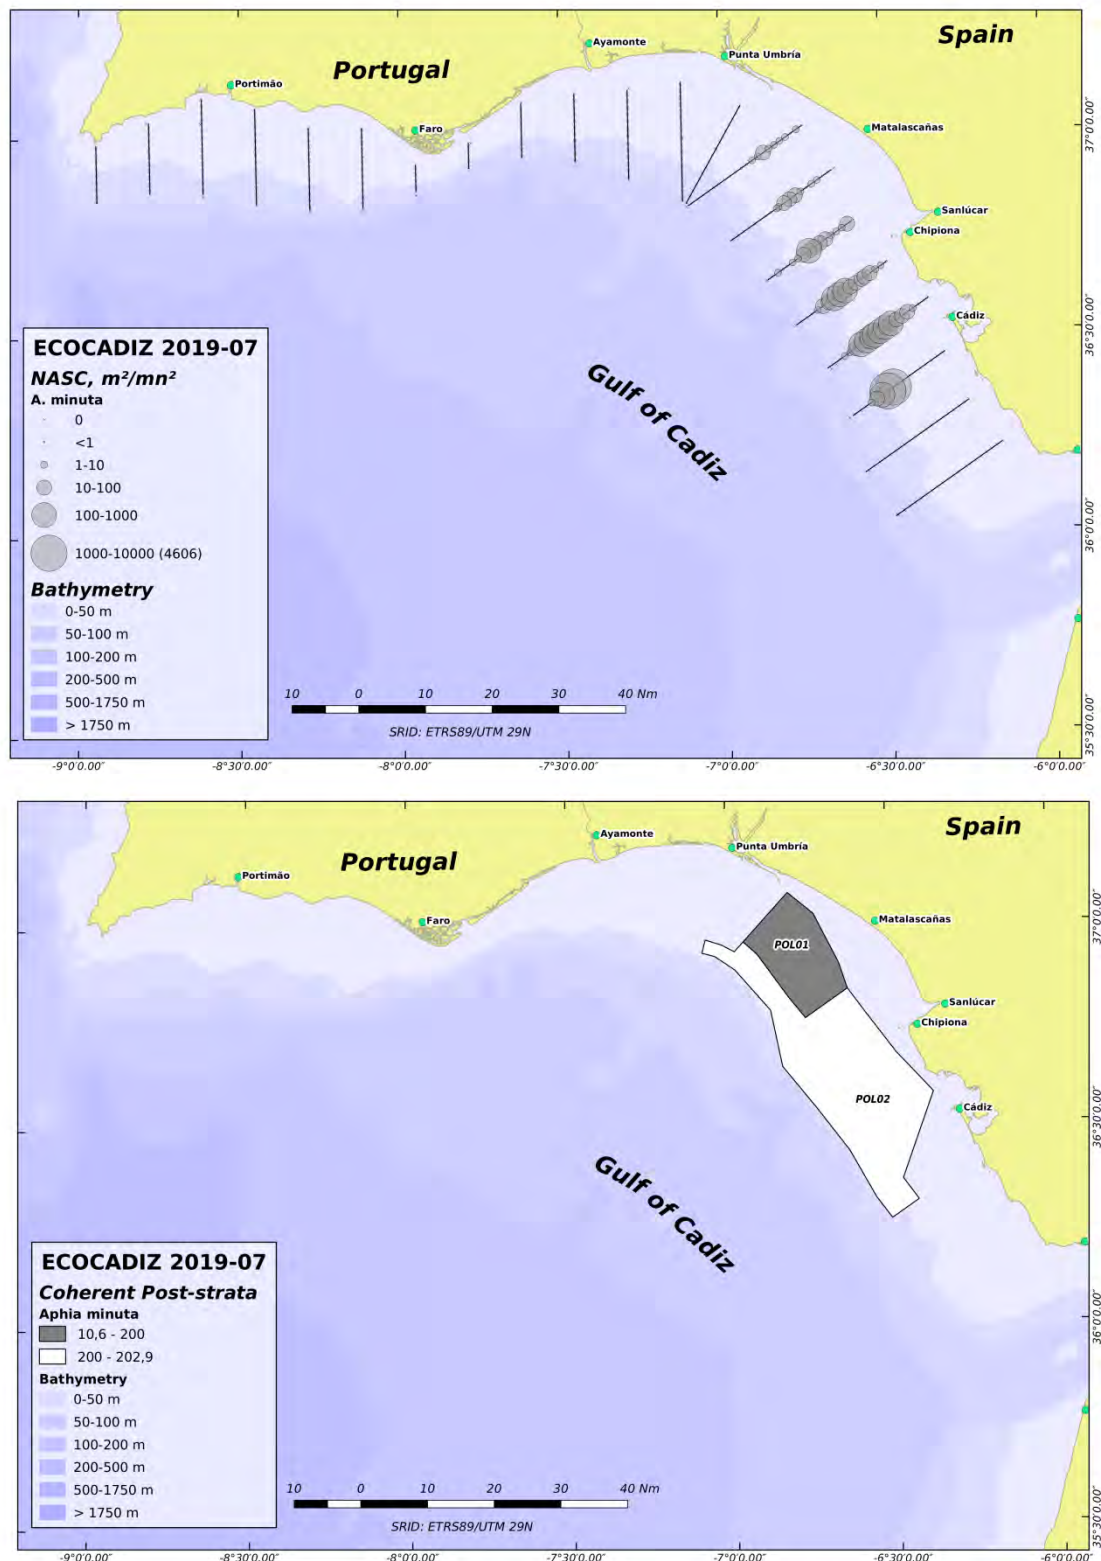 Spain
Portugal
Ayamonte
Punta Umbría
Portimão
Faro
Matalascañas
Sanlúcar
Chipiona
Cádiz
Gulf of Cadiz
ECOCADIZ 2019-07
NASC, m²/mn²
A. minuta
0
<1
1-10
10-100
100-1000
1000-10000 (4606)
Bathymetry
0-50 m
50-100 m
100-200 m
200-500 m
500-1750 m
> 1750 m
10 0 10 20 30 40 Nm
SRID: ETRS89/UTM 29N
37°0'0.00"
36°30'0.00"
36°0'0.00"
35°30'0.00"
-9°0'0.00" -8°30'0.00" -8°0'0.00" -7°30'0.00" -7°0'0.00" -6°30'0.00" -6°0'0.00"
Spain
Portugal
Ayamonte
Punta Umbría
Portimão
Faro
Matalascañas
POL01
Sanlúcar
Chipiona
POL02
Cádiz
Gulf of Cadiz
ECOCADIZ 2019-07
Coherent Post-strata
Aphia minuta
10,6 - 200
200 - 202,9
Bathymetry
0-50 m
50-100 m
100-200 m
200-500 m
500-1750 m
> 1750 m
10 0 10 20 30 40 Nm
SRID: ETRS89/UTM 29N
37°0'0.00"
36°30'0.00"
36°0'0.00"
35°30'0.00"
-9°0'0.00" -8°30'0.00" -8°0'0.00" -7°30'0.00" -7°0'0.00" -6°30'0.00" -6°0'0.00"